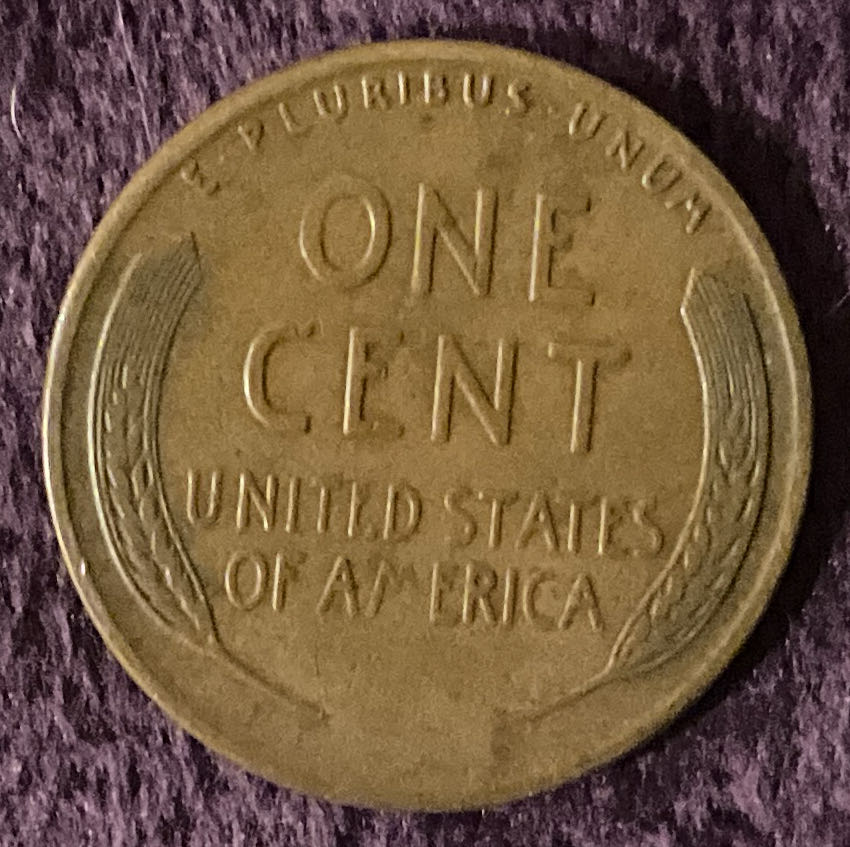 E·PLURIBUS·UNUM
ONE
CENT
UNITED STATES
OF AMERICA